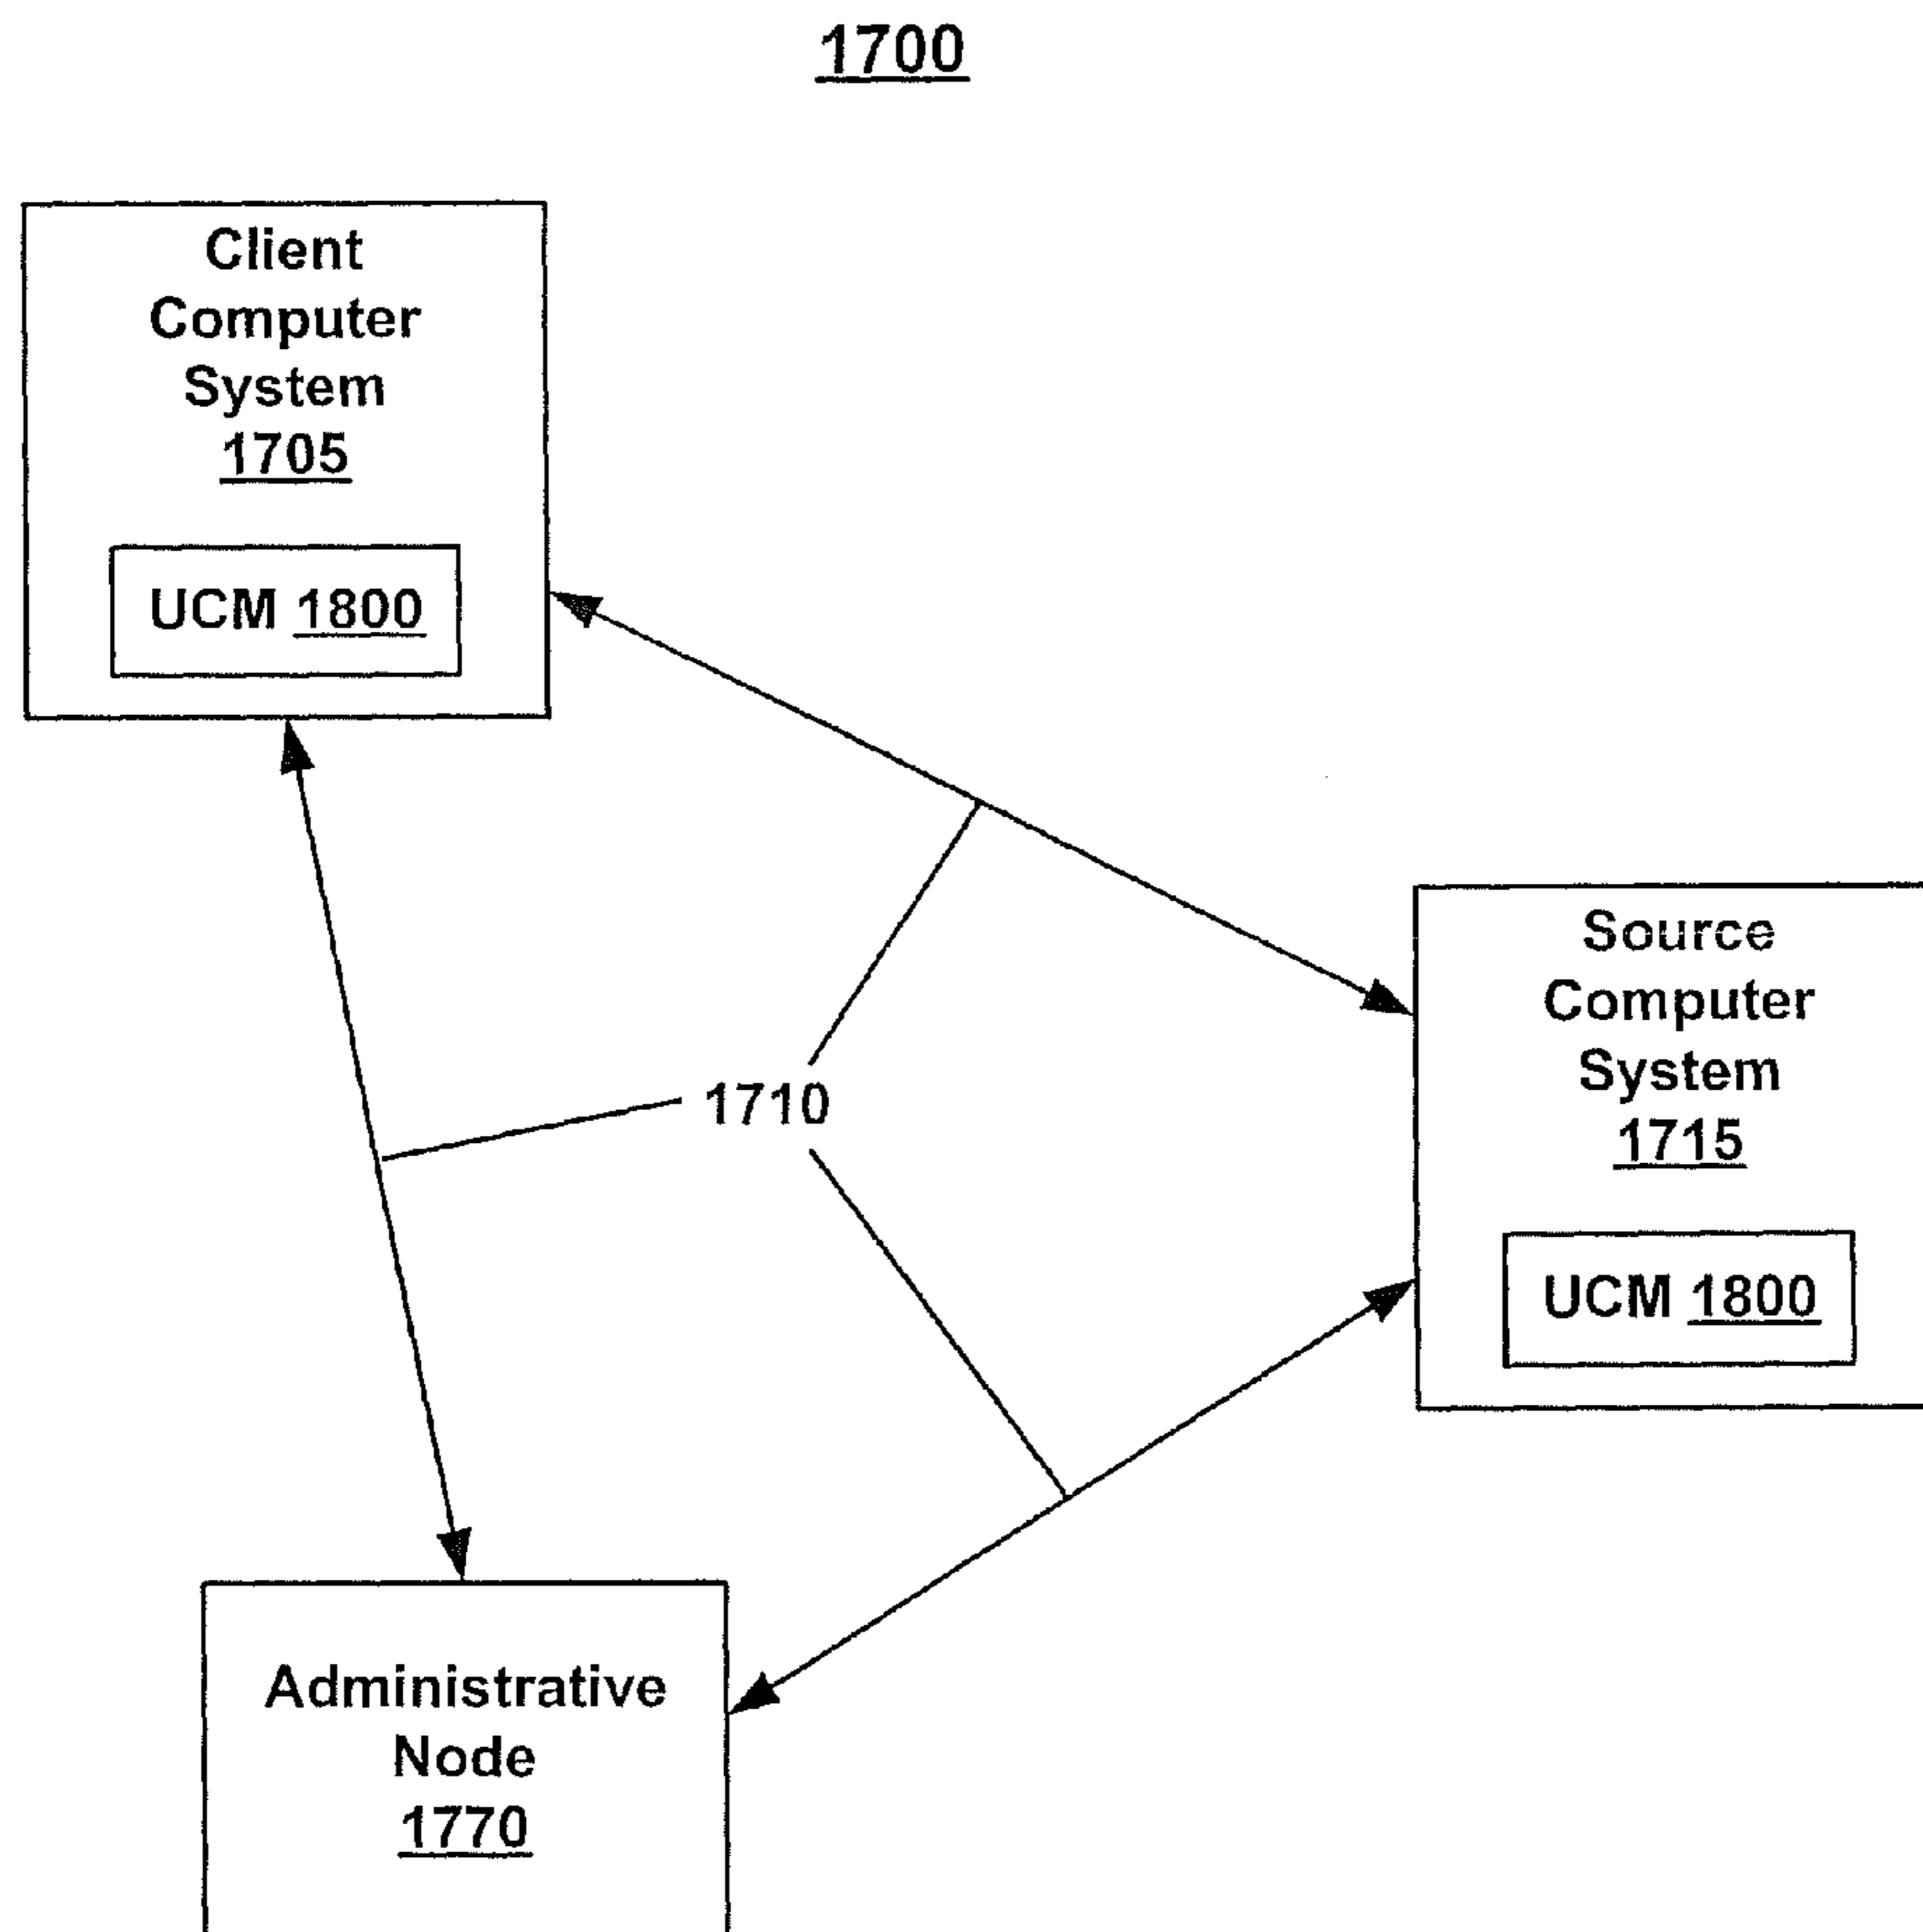 1700
Client
Computer
System
1705
UCM 1800
1710
Source
Computer
System
1715
UCM 1800
Administrative
Node
1770